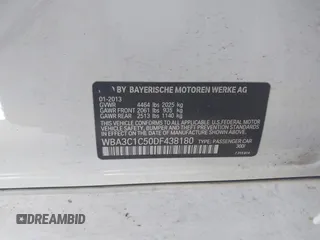 BY BAYERISCHE MOTOREN WERKE AG
01-2013
GVWR 4464 lbs 2025 kg
GAWR FRONT 2061 lbs 935 kg
GAWR REAR 2513 lbs 1140 kg
THIS VEHICLE CONFORMS TO ALL APPLICABLE U.S. FEDERAL MOTOR
VEHICLE SAFETY, BUMPER, AND THEFT PREVENTION
STANDARDS IN EFFECT ON THE DATE OF
MANUFACTURE SHOWN ABOVE.
WBA3C1C50DF438180 TYPE: PASSENGER CAR
DREAMBID
dreambid.com